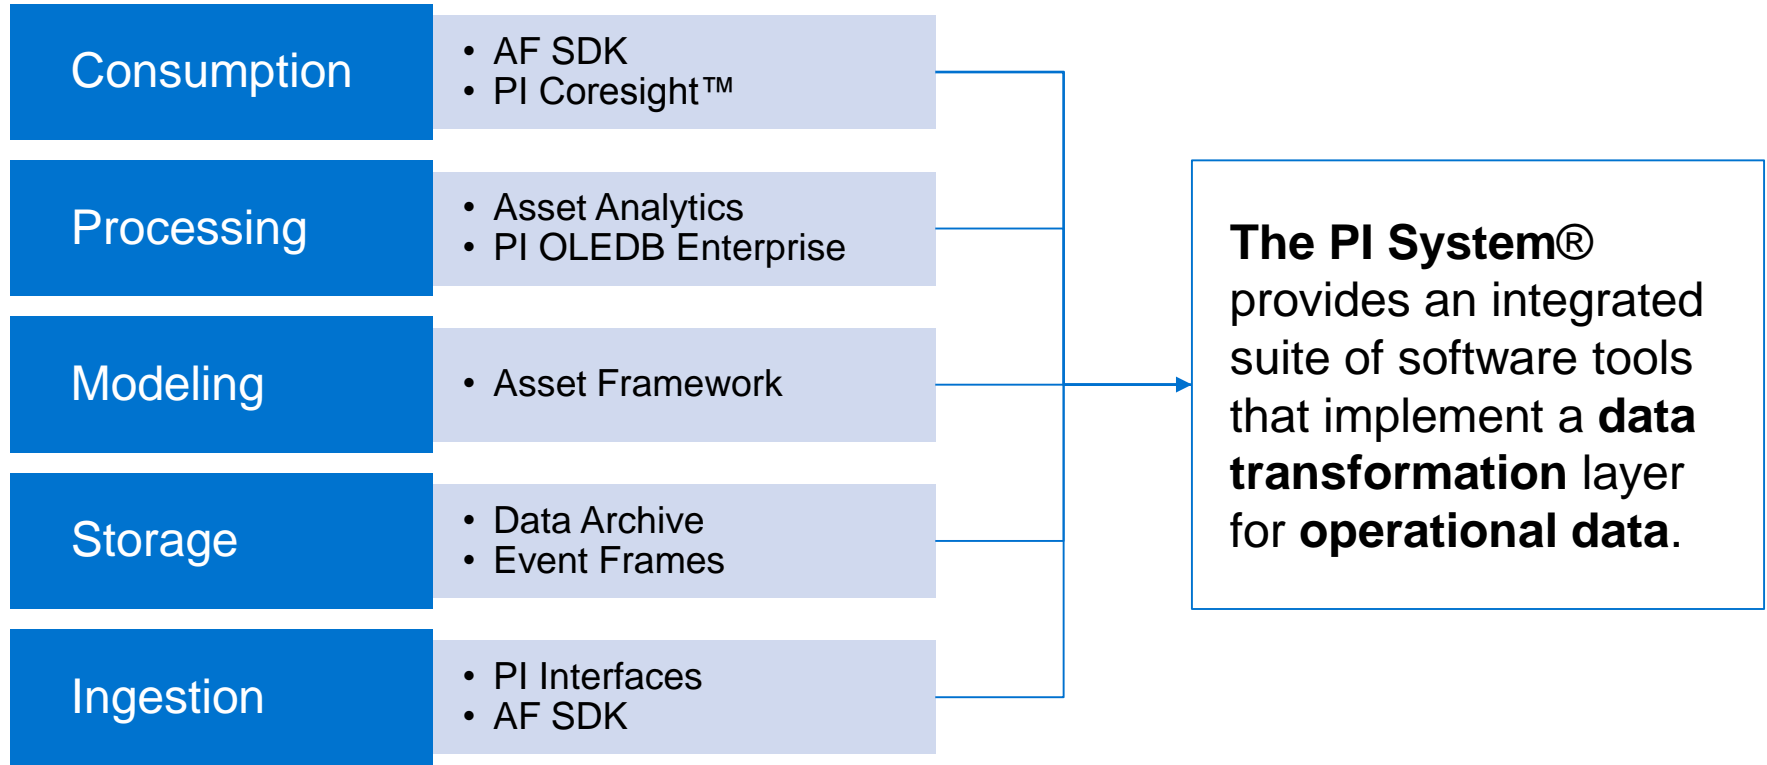 Consumption
• AF SDK
• PI Coresight™
Processing
• Asset Analytics
• PI OLEDB Enterprise
Modeling
• Asset Framework
Storage
• Data Archive
• Event Frames
Ingestion
• PI Interfaces
• AF SDK
The PI System®
provides an integrated
suite of software tools
that implement a data
transformation layer
for operational data.